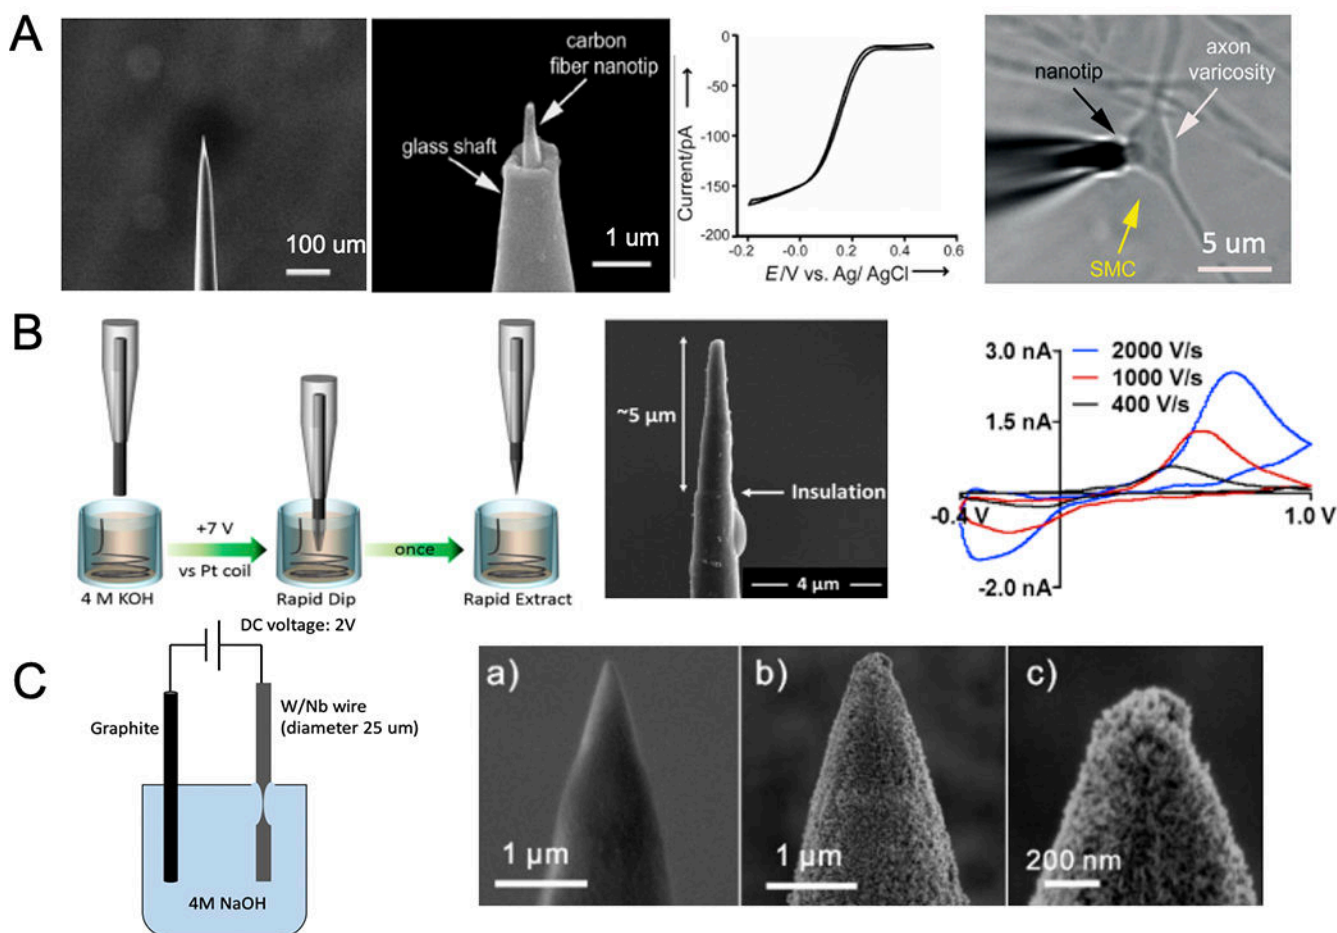 A
100 um
carbon
fiber nanotip
glass shaft
1 um
0
-50
-100
-150
-200
Current/pA
-0.2
-0.0
0.2
0.4
0.6
E/V vs. Ag/ AgCl
nanotip
axon
varicosity
SMC
5 um
B
+7 V
vs Pt coil
once
4 M KOH
Rapid Dip
Rapid Extract
~5 µm
Insulation
4 µm
3.0 nA
1.5 nA
-2.0 nA
-0.4 V
1.0 V
2000 V/s
1000 V/s
400 V/s
C
DC voltage: 2V
Graphite
W/Nb wire
(diameter 25 um)
4M NaOH
a)
1 µm
b)
1 µm
c)
200 nm